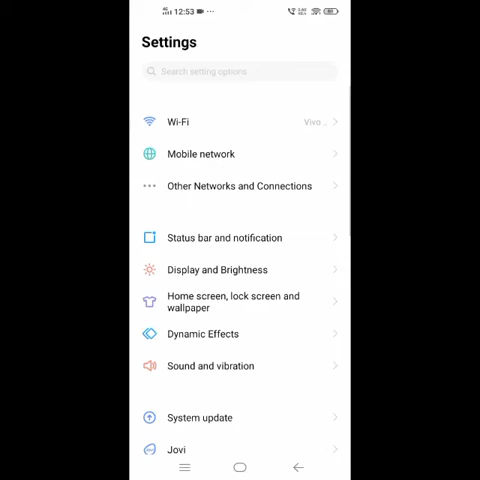 12:53
Settings
Search setting options
Wi-Fi
Vivo ..
Mobile network
Other Networks and Connections
Status bar and notification
Display and Brightness
Home screen, lock screen and
wallpaper
Dynamic Effects
Sound and vibration
System update
Jovi